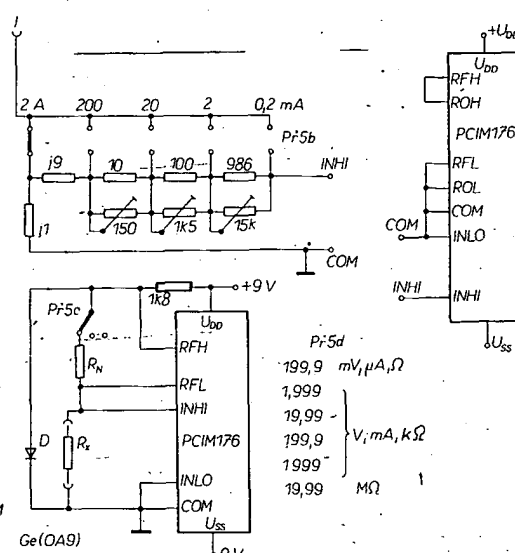 I
2 A 200 20 2 0,2 mA
Př5b
j9 10 100 986 INHI
150 1k5 15k
j1
COM
+U_DD
U_DD
RFH
ROH
PCIM176
RFL
ROL
COM
COM
INLO
INHI
INHI
U_SS
U_SS
1k8 +9 V
Př5c
U_DD
RFH
R_N
RFL
INHI
PCIM176
D
R_x
INLO
COM
U_SS
Ge(OA9)
Př5d
199,9 mV, µA, Ω
1,999
19,99
199,9
1999
V, mA, kΩ
19,99 MΩ